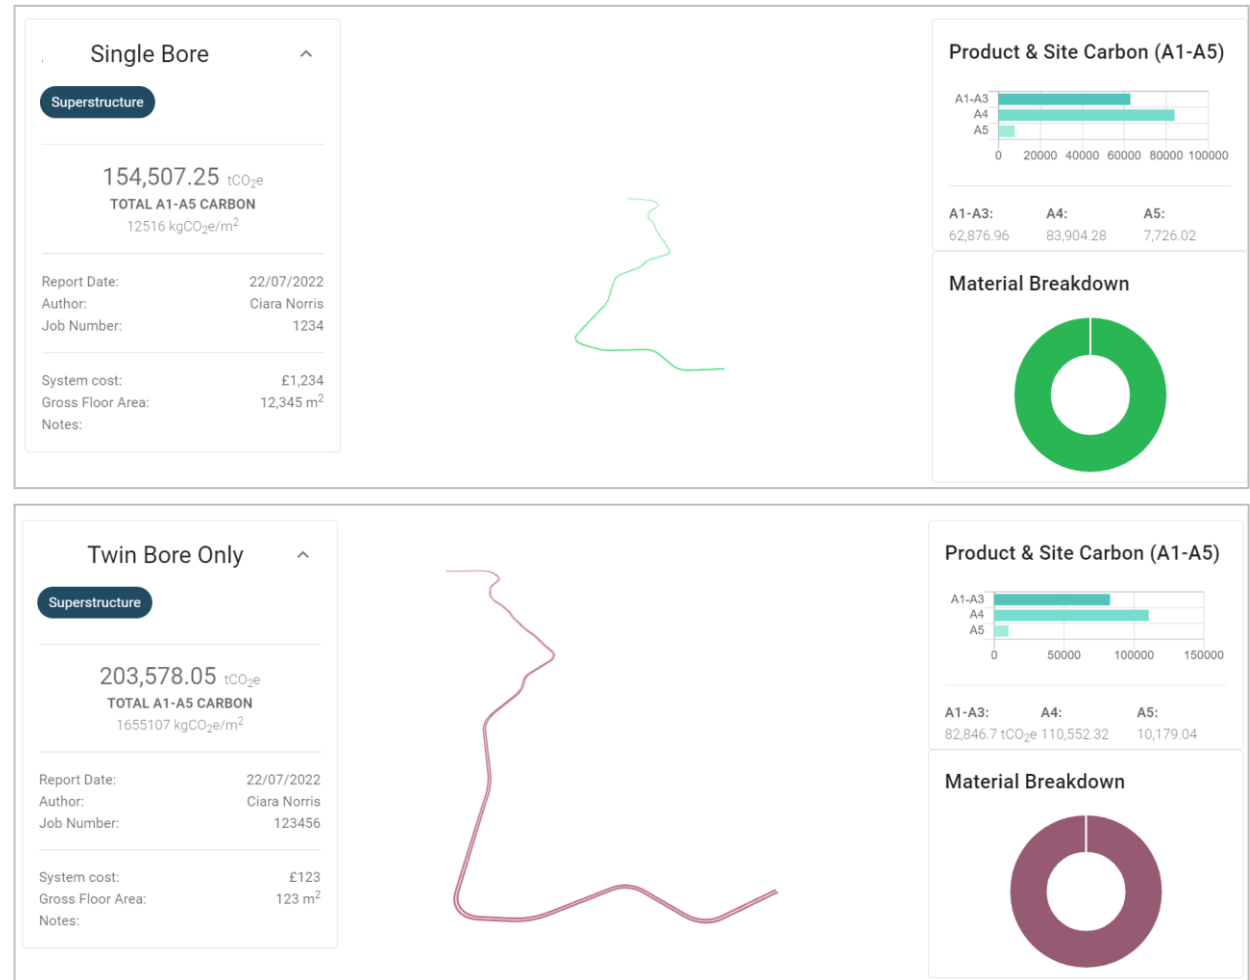 Single Bore
Superstructure
154,507.25 tCO₂e
TOTAL A1-A5 CARBON
12516 kgCO₂e/m²
Report Date: 22/07/2022
Author: Ciara Norris
Job Number: 1234
System cost: £1,234
Gross Floor Area: 12,345 m²
Notes:
Product & Site Carbon (A1-A5)
A1-A3
A4
A5
0 20000 40000 60000 80000 100000
A1-A3: A4: A5:
62,876.96 83,904.28 7,726.02
Material Breakdown
Twin Bore Only
Superstructure
203,578.05 tCO₂e
TOTAL A1-A5 CARBON
1655107 kgCO₂e/m²
Report Date: 22/07/2022
Author: Ciara Norris
Job Number: 123456
System cost: £123
Gross Floor Area: 123 m²
Notes:
Product & Site Carbon (A1-A5)
A1-A3
A4
A5
0 50000 100000 150000
A1-A3: A4: A5:
82,846.7 tCO₂e 110,552.32 10,179.04
Material Breakdown